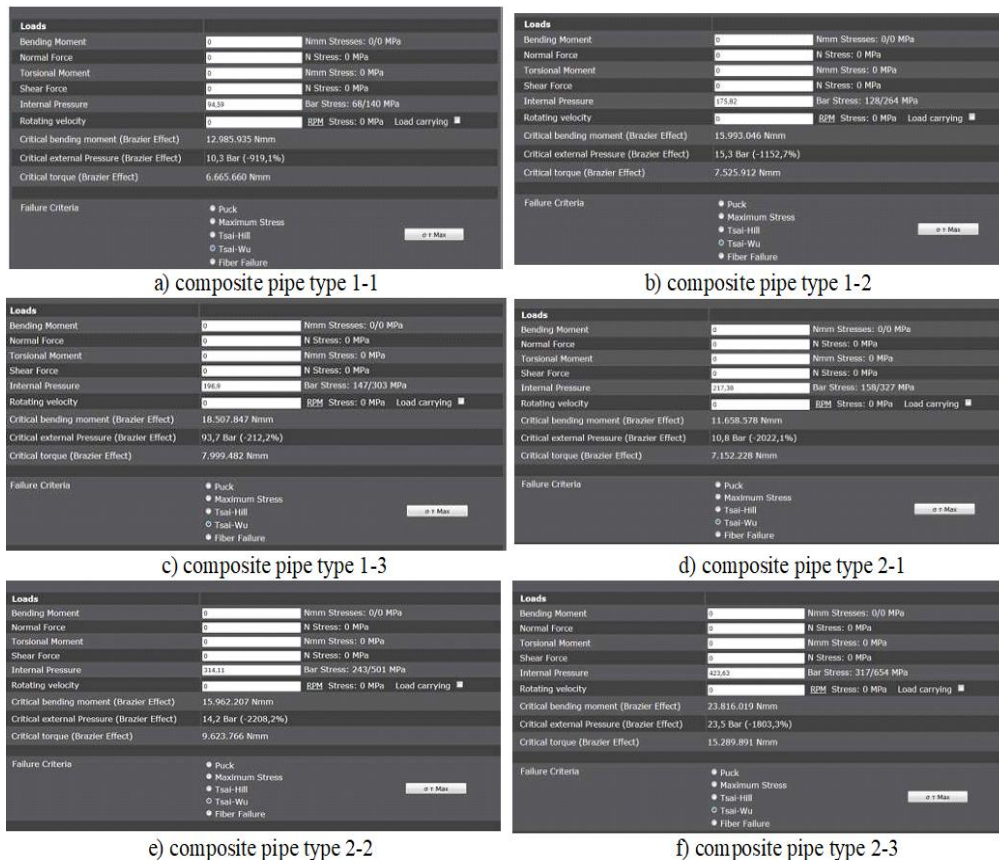 Loads
Bending Moment 0 Nmm Stresses: 0/0 MPa
Normal Force 0 N Stress: 0 MPa
Torsional Moment 0 Nmm Stress: 0 MPa
Shear Force 0 N Stress: 0 MPa
Internal Pressure 94,59 Bar Stress: 68/140 MPa
Rotating velocity 0 RPM Stress: 0 MPa Load carrying
Critical bending moment (Brazier Effect) 12.985.935 Nmm
Critical external Pressure (Brazier Effect) 10,3 Bar (-919,1%)
Critical torque (Brazier Effect) 6.665.660 Nmm
Failure Criteria Puck
Maximum Stress
Tsai-Hill σ τ Max
Tsai-Wu
Fiber Failure
a) composite pipe type 1-1
Loads
Bending Moment 0 Nmm Stresses: 0/0 MPa
Normal Force 0 N Stress: 0 MPa
Torsional Moment 0 Nmm Stress: 0 MPa
Shear Force 0 N Stress: 0 MPa
Internal Pressure 175,82 Bar Stress: 128/264 MPa
Rotating velocity 0 RPM Stress: 0 MPa Load carrying
Critical bending moment (Brazier Effect) 15.993.046 Nmm
Critical external Pressure (Brazier Effect) 15,3 Bar (-1152,7%)
Critical torque (Brazier Effect) 7.525.912 Nmm
Failure Criteria Puck
Maximum Stress
Tsai-Hill σ τ Max
Tsai-Wu
Fiber Failure
b) composite pipe type 1-2
Loads
Bending Moment 0 Nmm Stresses: 0/0 MPa
Normal Force 0 N Stress: 0 MPa
Torsional Moment 0 Nmm Stress: 0 MPa
Shear Force 0 N Stress: 0 MPa
Internal Pressure 198,9 Bar Stress: 147/303 MPa
Rotating velocity 0 RPM Stress: 0 MPa Load carrying
Critical bending moment (Brazier Effect) 18.507.847 Nmm
Critical external Pressure (Brazier Effect) 93,7 Bar (-212,2%)
Critical torque (Brazier Effect) 7.999.482 Nmm
Failure Criteria Puck
Maximum Stress
Tsai-Hill σ τ Max
Tsai-Wu
Fiber Failure
c) composite pipe type 1-3
Loads
Bending Moment 0 Nmm Stresses: 0/0 MPa
Normal Force 0 N Stress: 0 MPa
Torsional Moment 0 Nmm Stress: 0 MPa
Shear Force 0 N Stress: 0 MPa
Internal Pressure 217,38 Bar Stress: 158/327 MPa
Rotating velocity 0 RPM Stress: 0 MPa Load carrying
Critical bending moment (Brazier Effect) 11.658.578 Nmm
Critical external Pressure (Brazier Effect) 10,8 Bar (-2022,1%)
Critical torque (Brazier Effect) 7.152.228 Nmm
Failure Criteria Puck
Maximum Stress
Tsai-Hill σ τ Max
Tsai-Wu
Fiber Failure
d) composite pipe type 2-1
Loads
Bending Moment 0 Nmm Stresses: 0/0 MPa
Normal Force 0 N Stress: 0 MPa
Torsional Moment 0 Nmm Stress: 0 MPa
Shear Force 0 N Stress: 0 MPa
Internal Pressure 314,11 Bar Stress: 243/501 MPa
Rotating velocity 0 RPM Stress: 0 MPa Load carrying
Critical bending moment (Brazier Effect) 15.962.207 Nmm
Critical external Pressure (Brazier Effect) 14,2 Bar (-2208,2%)
Critical torque (Brazier Effect) 9.623.766 Nmm
Failure Criteria Puck
Maximum Stress
Tsai-Hill σ τ Max
Tsai-Wu
Fiber Failure
e) composite pipe type 2-2
Loads
Bending Moment 0 Nmm Stresses: 0/0 MPa
Normal Force 0 N Stress: 0 MPa
Torsional Moment 0 Nmm Stress: 0 MPa
Shear Force 0 N Stress: 0 MPa
Internal Pressure 423,63 Bar Stress: 317/654 MPa
Rotating velocity 0 RPM Stress: 0 MPa Load carrying
Critical bending moment (Brazier Effect) 23.816.019 Nmm
Critical external Pressure (Brazier Effect) 23,5 Bar (-1803,3%)
Critical torque (Brazier Effect) 15.289.891 Nmm
Failure Criteria Puck
Maximum Stress
Tsai-Hill σ τ Max
Tsai-Wu
Fiber Failure
f) composite pipe type 2-3